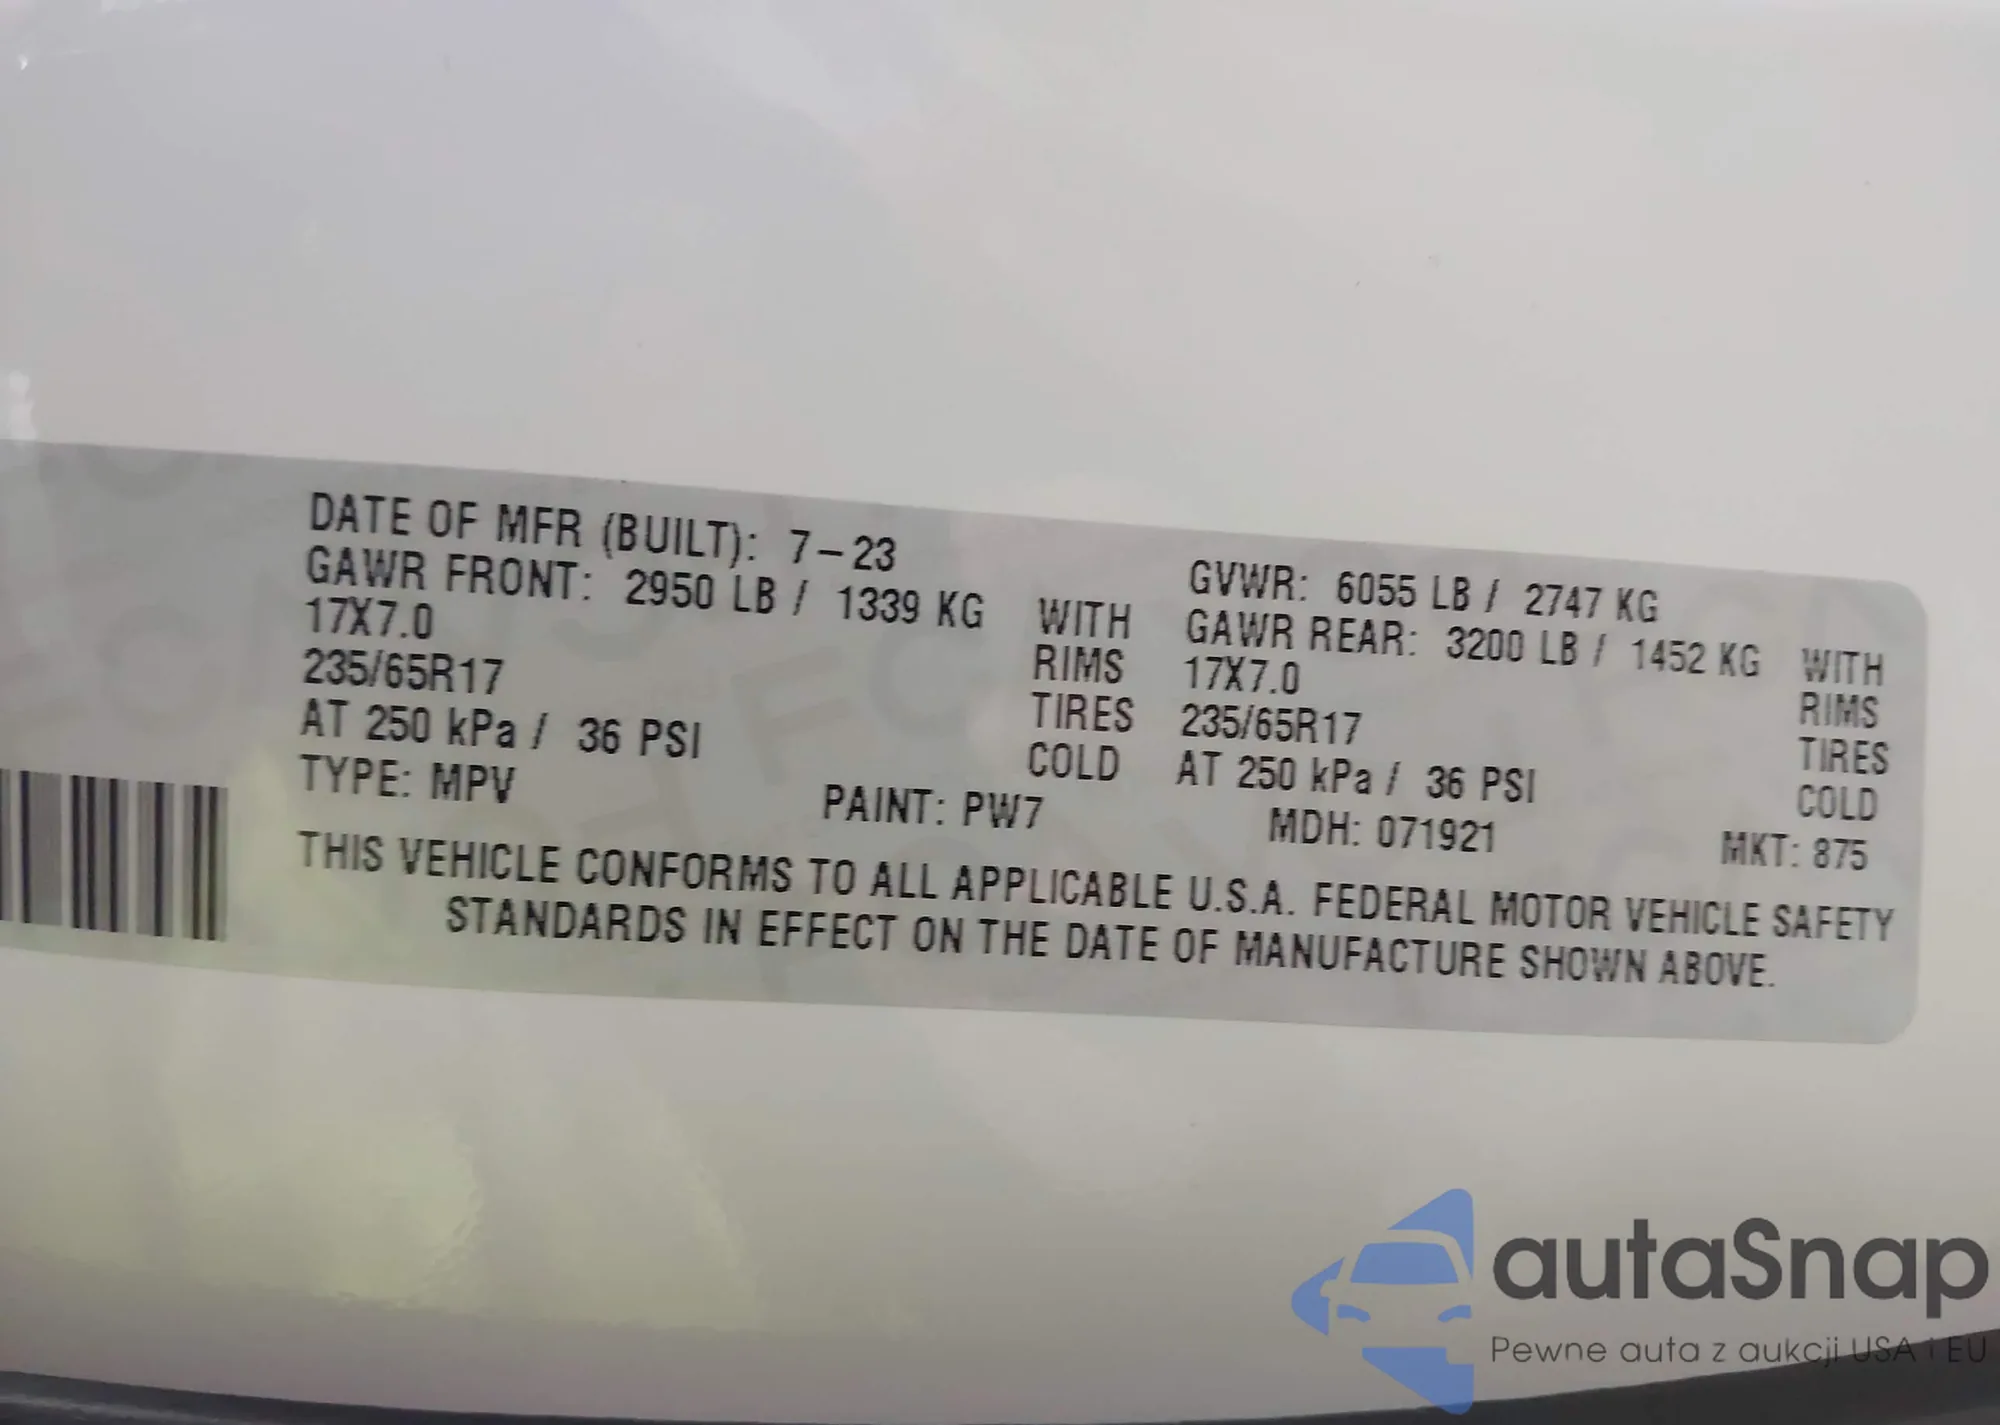 DATE OF MFR (BUILT): 7-23 GVWR: 6055 LB / 2747 KG
GAWR FRONT: 2950 LB / 1339 KG WITH GAWR REAR: 3200 LB / 1452 KG WITH
17X7.0 RIMS 17X7.0 RIMS
235/65R17 TIRES 235/65R17 TIRES
AT 250 kPa / 36 PSI COLD AT 250 kPa / 36 PSI COLD
TYPE: MPV PAINT: PW7 MDH: 071921 MKT: 875
THIS VEHICLE CONFORMS TO ALL APPLICABLE U.S.A. FEDERAL MOTOR VEHICLE SAFETY
STANDARDS IN EFFECT ON THE DATE OF MANUFACTURE SHOWN ABOVE.
autaSnap
Pewne auta z aukcji USA i EU